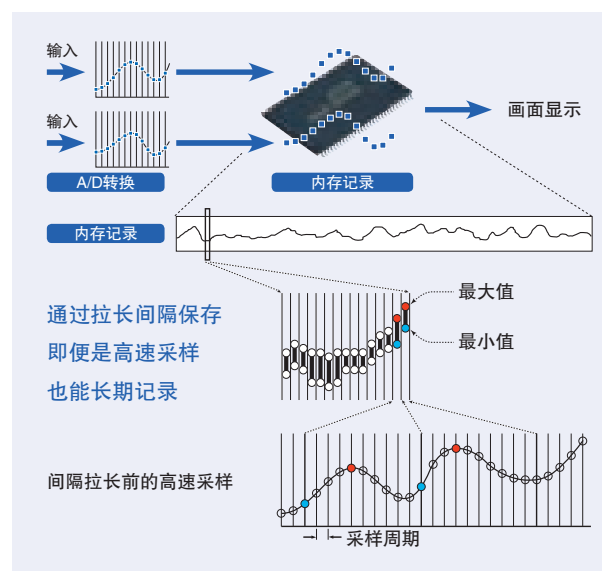 输入
输入
A/D转换
内存记录
画面显示
内存记录
最大值
最小值
通过拉长间隔保存
即便是高速采样
也能长期记录
间隔拉长前的高速采样
采样周期